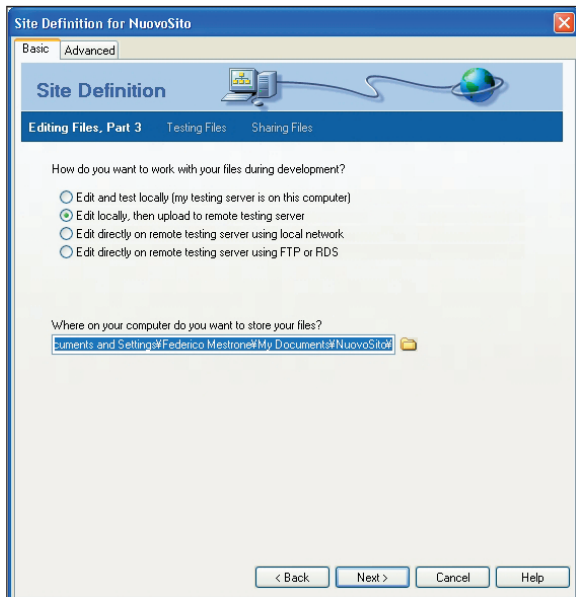 Site Definition for NuovoSito
Basic Advanced
Site Definition
Editing Files, Part 3 Testing Files Sharing Files
How do you want to work with your files during development?
Edit and test locally (my testing server is on this computer)
Edit locally, then upload to remote testing server
Edit directly on remote testing server using local network
Edit directly on remote testing server using FTP or RDS
Where on your computer do you want to store your files?
cuments and Settings¥Federico Mestrone¥My Documents¥NuovoSito¥
< Back Next > Cancel Help